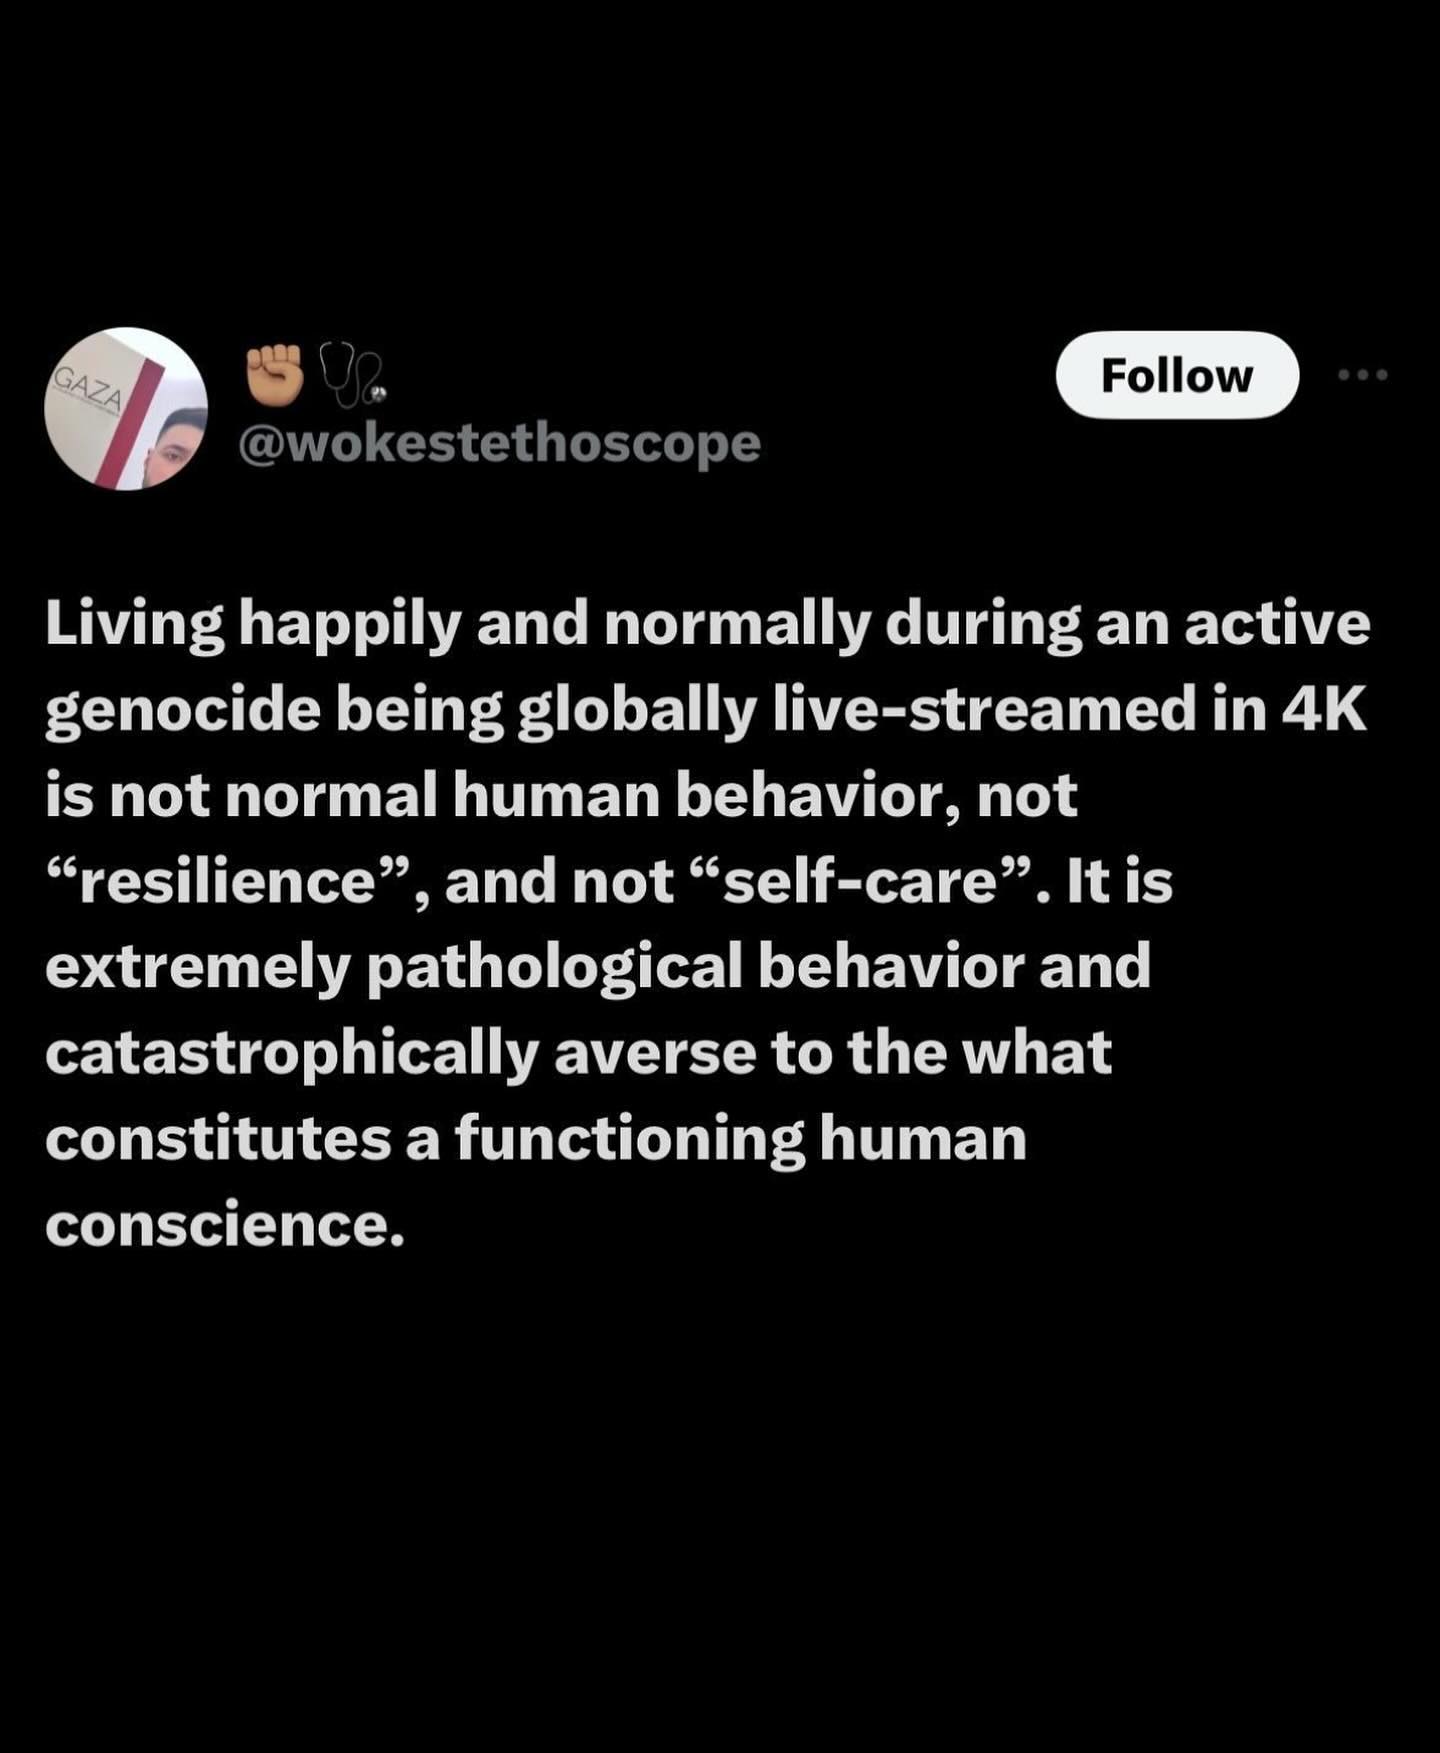 GAZA
@wokestethoscope
Follow
Living happily and normally during an active
genocide being globally live-streamed in 4K
is not normal human behavior, not
“resilience”, and not “self-care”. It is
extremely pathological behavior and
catastrophically averse to the what
constitutes a functioning human
conscience.